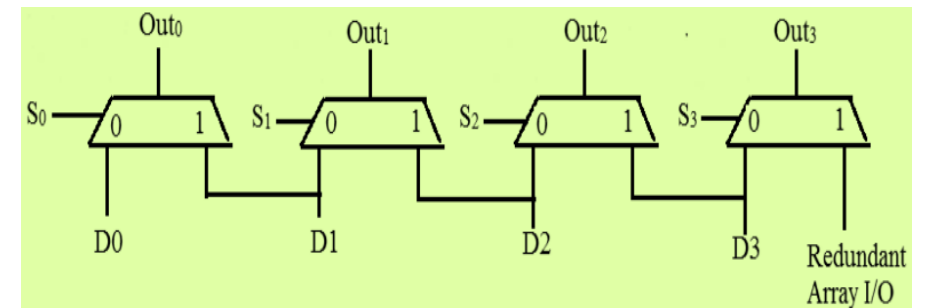 Out0
Out1
Out2
Out3
S0
0 1
S1
0 1
S2
0 1
S3
0 1
D0
D1
D2
D3
Redundant
Array I/O